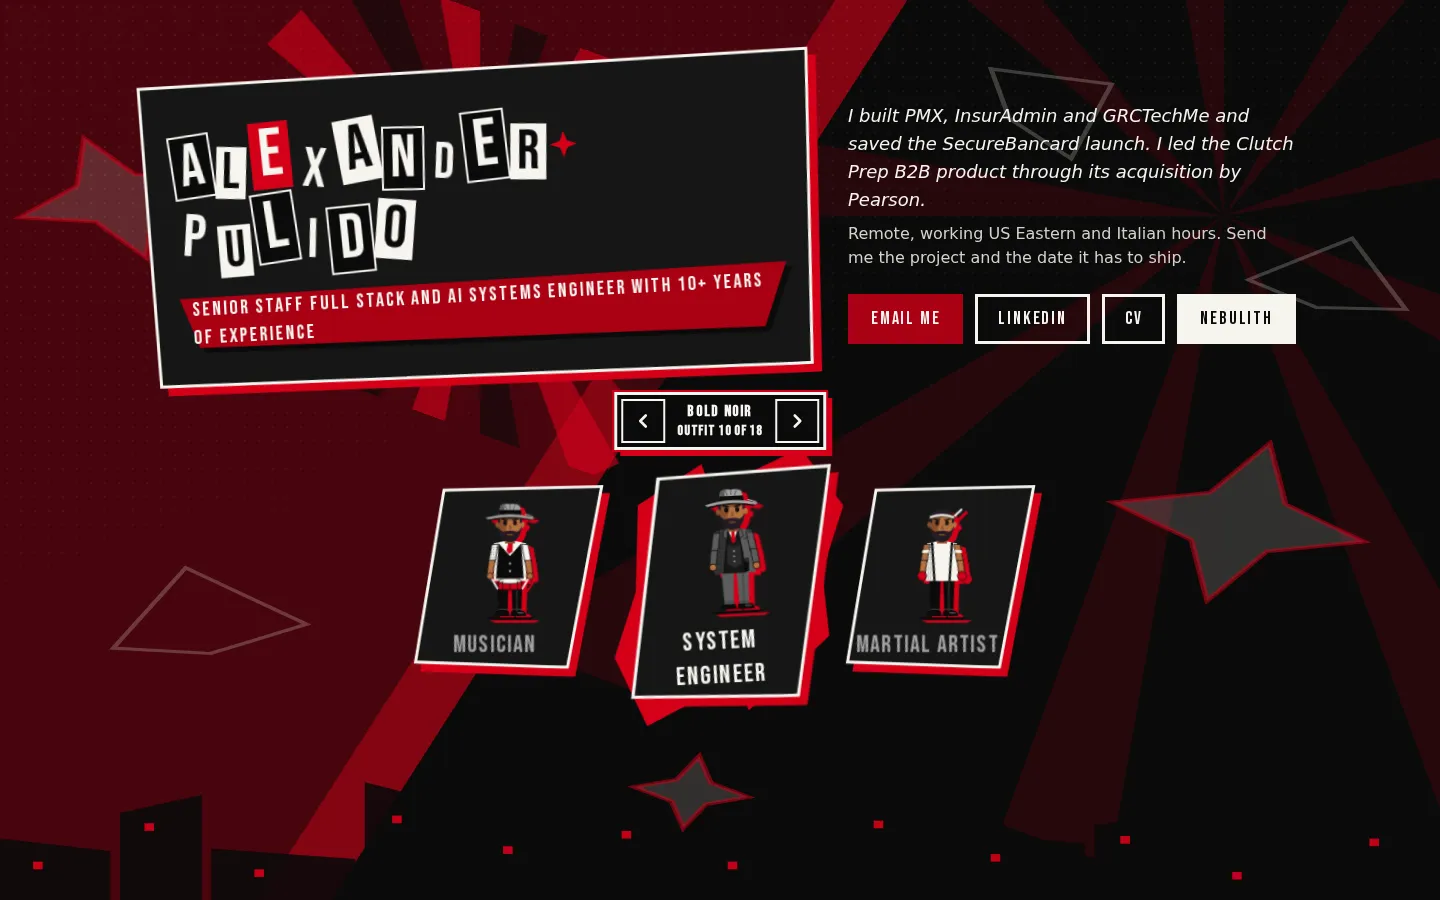 ALEXANDER
PULIDO
SENIOR STAFF FULL STACK AND AI SYSTEMS ENGINEER WITH 10+ YEARS
OF EXPERIENCE
I built PMX, InsurAdmin and GRCTechMe and
saved the SecureBancard launch. I led the Clutch
Prep B2B product through its acquisition by
Pearson.
Remote, working US Eastern and Italian hours. Send
me the project and the date it has to ship.
EMAIL ME
LINKEDIN
CV
NEBULITH
BOLD NOIR
OUTFIT 10 OF 18
MUSICIAN
SYSTEM
ENGINEER
MARTIAL ARTIST